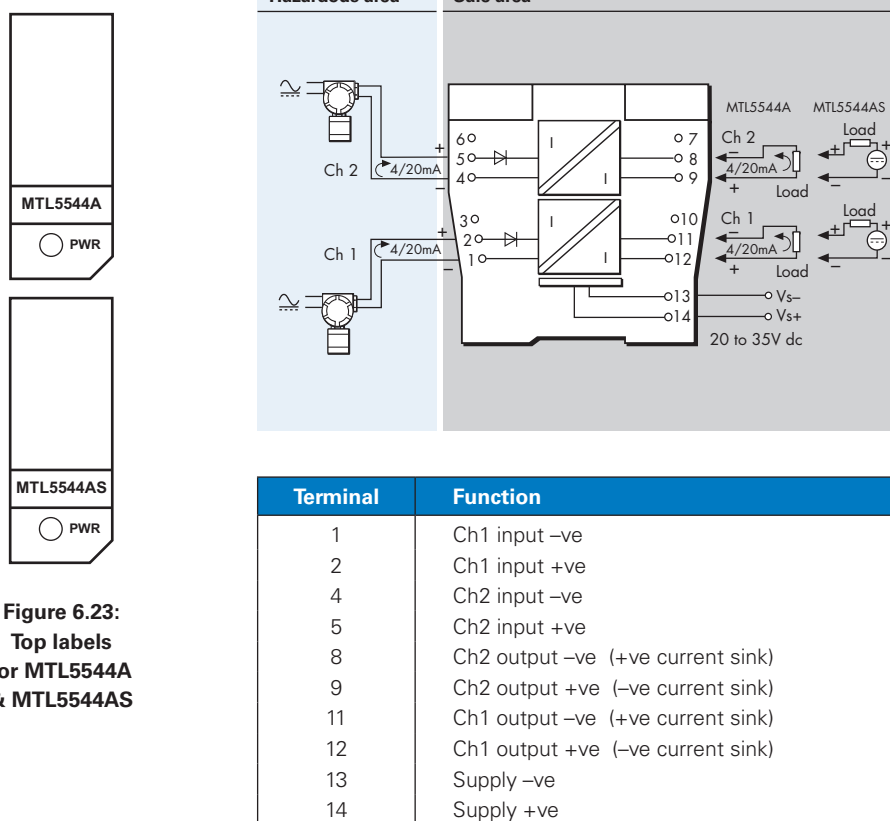 Hazardous area
Safe area
MTL5544A
PWR
MTL5544AS
PWR
Figure 6.23:
Top labels
or MTL5544A
& MTL5544AS
MTL5544A MTL5544AS
Ch 2
4/20mA
+
–
6
5
4
I
I
7
8
9
Ch 2
–
4/20mA
+
Load
Load
+
–
+
–
Ch 1
4/20mA
+
–
3
2
1
I
I
10
11
12
Ch 1
–
4/20mA
+
Load
Load
+
–
+
–
13 Vs–
14 Vs+
20 to 35V dc
Terminal Function
1 Ch1 input –ve
2 Ch1 input +ve
4 Ch2 input –ve
5 Ch2 input +ve
8 Ch2 output –ve (+ve current sink)
9 Ch2 output +ve (–ve current sink)
11 Ch1 output –ve (+ve current sink)
12 Ch1 output +ve (–ve current sink)
13 Supply –ve
14 Supply +ve